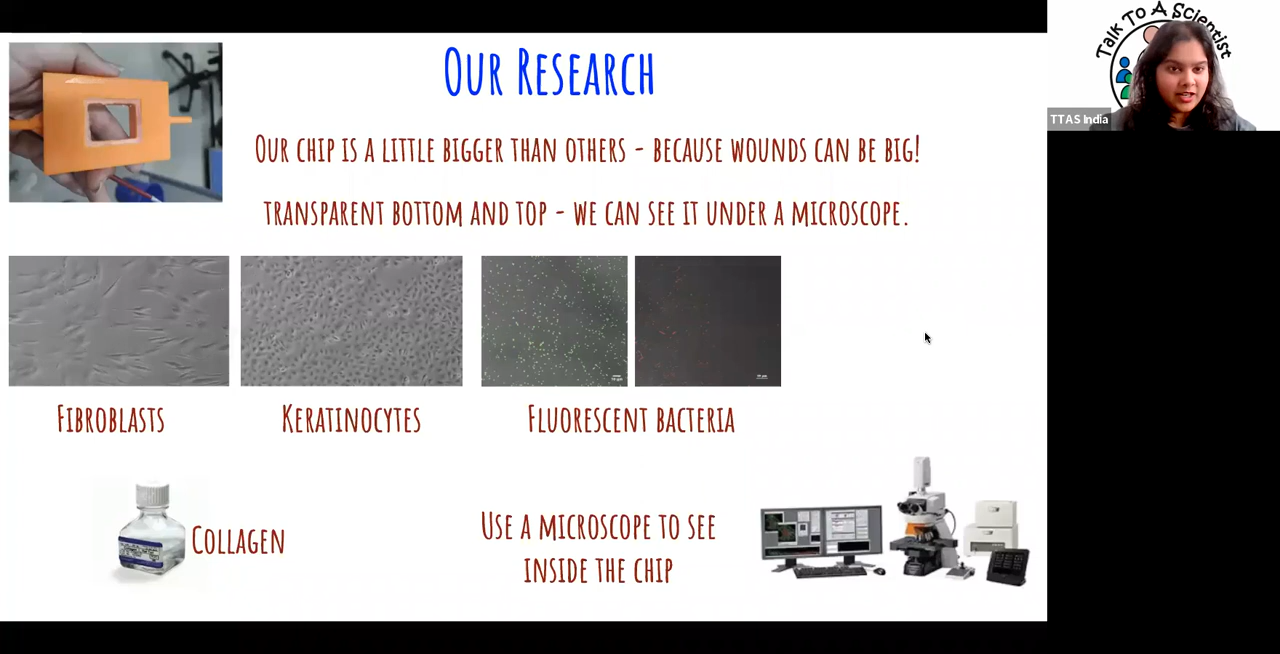 Our Research
Talk To A Scientist
TTAS India
Our chip is a little bigger than others - because wounds can be big!
transparent bottom and top - we can see it under a microscope.
Fibroblasts
Keratinocytes
Fluorescent bacteria
Collagen
Use a microscope to see
inside the chip